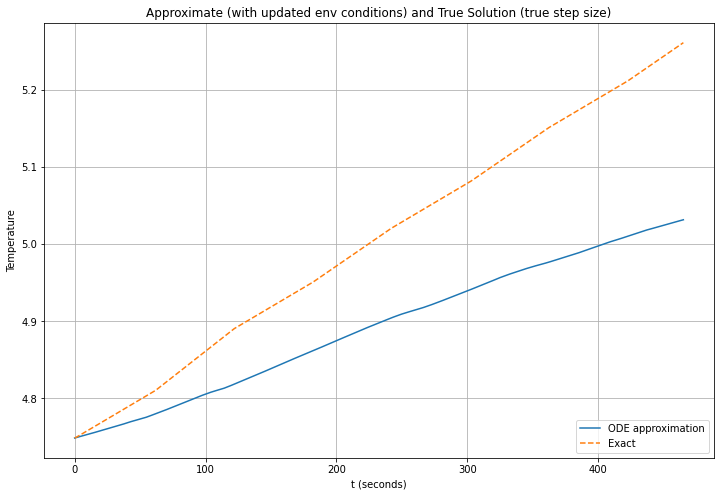 Approximate (with updated env conditions) and True Solution (true step size)
5.2
5.1
5.0
4.9
4.8
Temperature
0
100
200
300
400
t (seconds)
ODE approximation
Exact